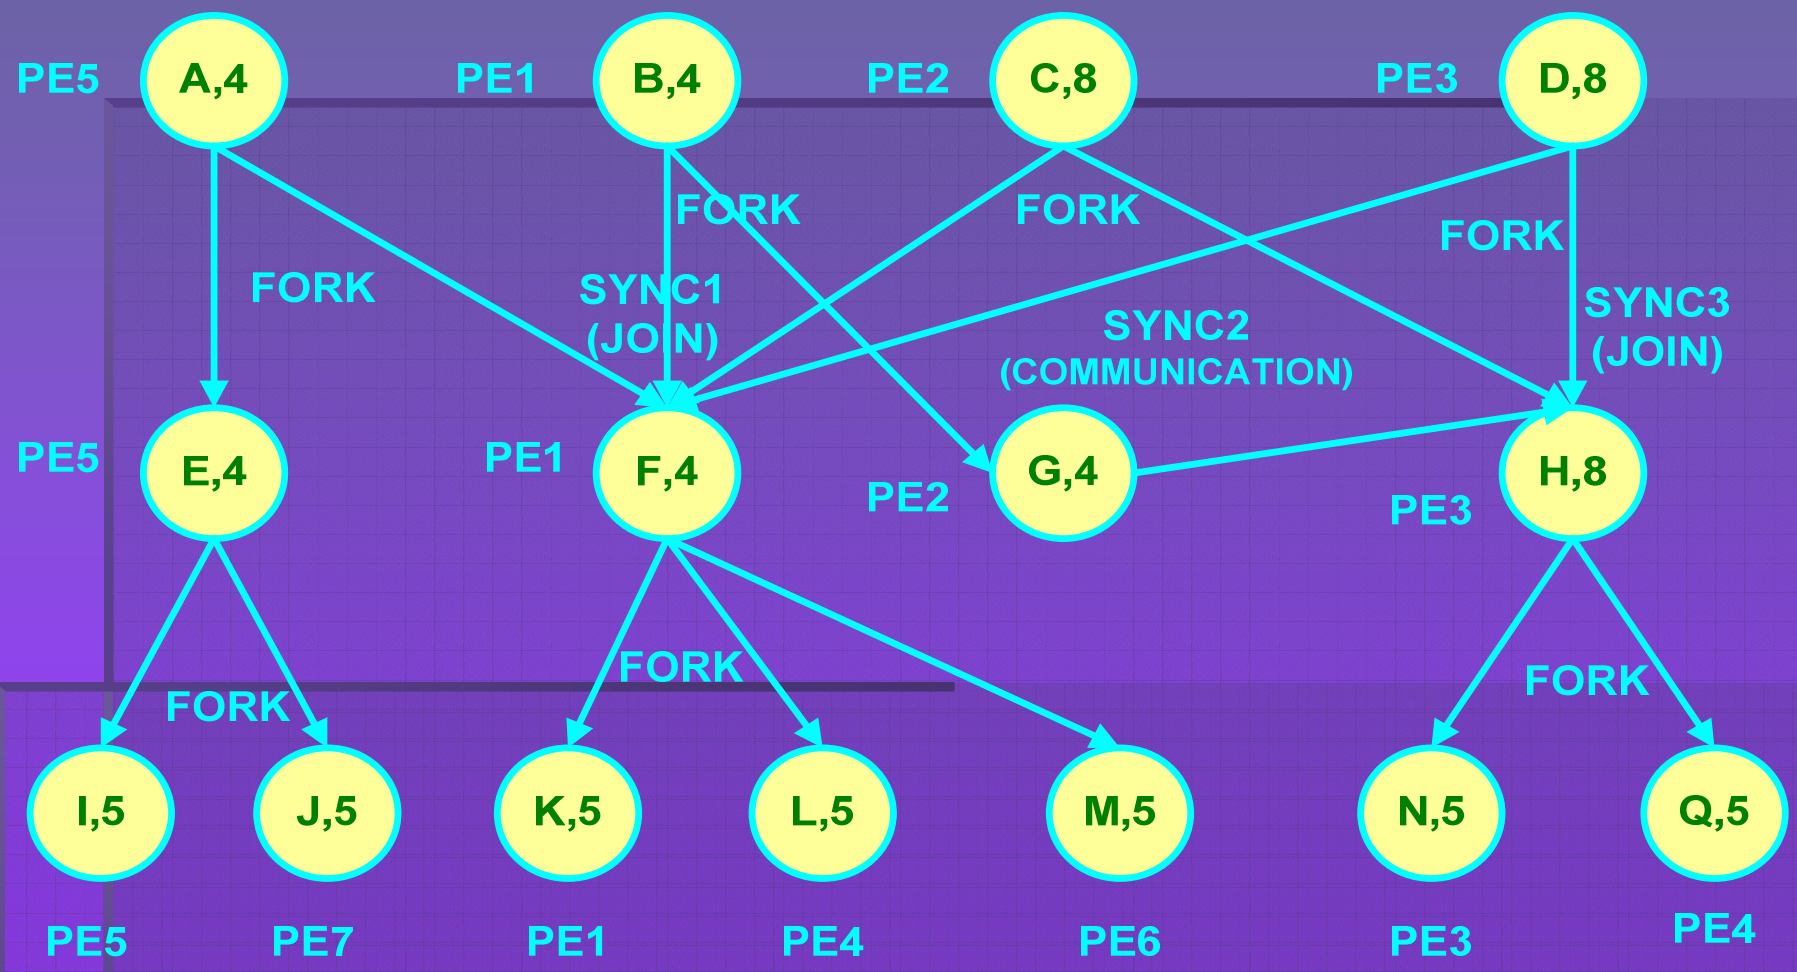 PE5
A,4
PE1
B,4
PE2
C,8
PE3
D,8
FORK
FORK
FORK
FORK
SYNC1
(JOIN)
SYNC2
(COMMUNICATION)
SYNC3
(JOIN)
PE5
E,4
PE1
F,4
PE2
G,4
PE3
H,8
FORK
FORK
FORK
I,5
J,5
K,5
L,5
M,5
N,5
Q,5
PE5
PE7
PE1
PE4
PE6
PE3
PE4